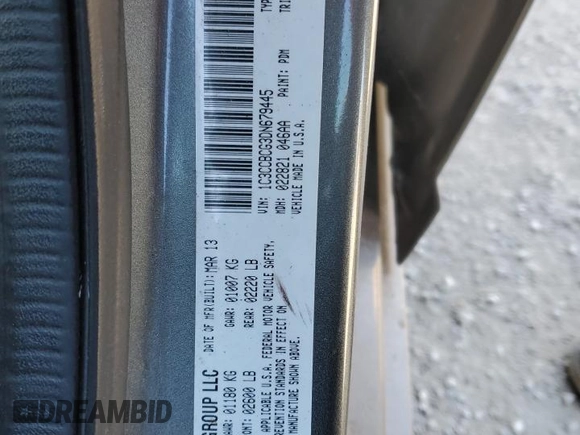 GROUP LLC
DATE OF MFR(BUILT): MAR 13
GAWR: 01007 KG
01180 KG
REAR: 02220 LB
02600 LB
APPLICABLE U.S.A. FEDERAL MOTOR VEHICLE SAFETY,
PREVENTION STANDARDS IN EFFECT ON
MANUFACTURE SHOWN ABOVE.
VIN: 1C3CCBCG3DN679445
MDH: 022821 046AA
PAINT: PDM
VEHICLE MADE IN U.S.A.
EPICBID